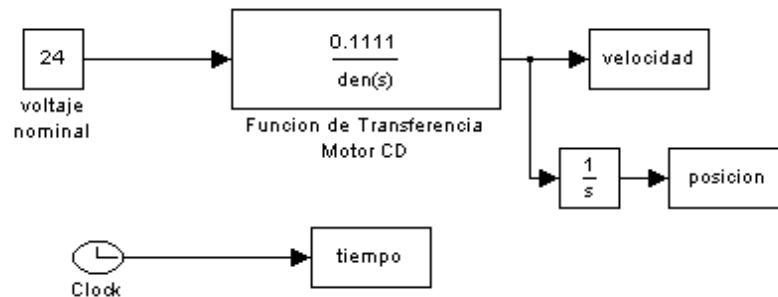 24
voltaje
nominal
0.1111
den(s)
Funcion de Transferencia
Motor CD
velocidad
1
s
posicion
Clock
tiempo